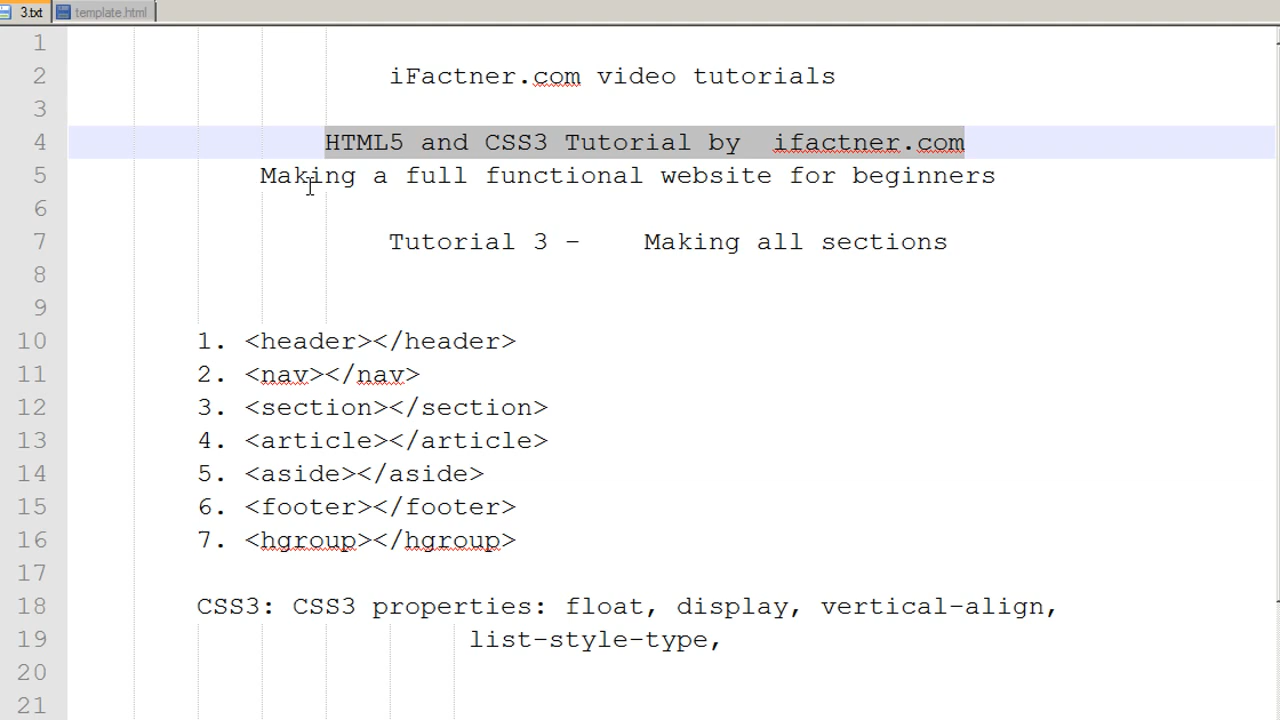 3.txt template.html
1
2 iFactner.com video tutorials
3
4 HTML5 and CSS3 Tutorial by ifactner.com
5 Making a full functional website for beginners
6
7 Tutorial 3 - Making all sections
8
9
10 1. <header></header>
11 2. <nav></nav>
12 3. <section></section>
13 4. <article></article>
14 5. <aside></aside>
15 6. <footer></footer>
16 7. <hgroup></hgroup>
17
18 CSS3: CSS3 properties: float, display, vertical-align,
19 list-style-type,
20
21